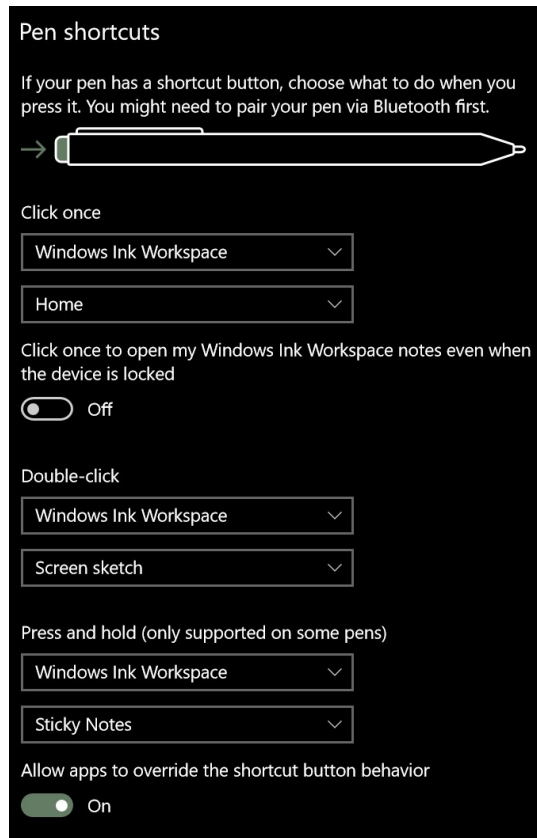 Pen shortcuts
If your pen has a shortcut button, choose what to do when you
press it. You might need to pair your pen via Bluetooth first.
Click once
Windows Ink Workspace
Home
Click once to open my Windows Ink Workspace notes even when
the device is locked
Off
Double-click
Windows Ink Workspace
Screen sketch
Press and hold (only supported on some pens)
Windows Ink Workspace
Sticky Notes
Allow apps to override the shortcut button behavior
On